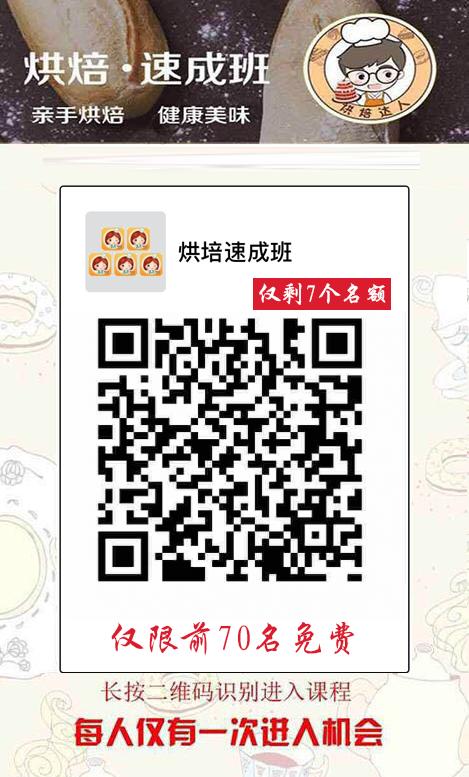 烘焙·速成班
亲手烘焙 健康美味
烘焙达人
烘培速成班
仅剩7个名额
仅限前70名免费
长按二维码识别进入课程
每人仅有一次进入机会